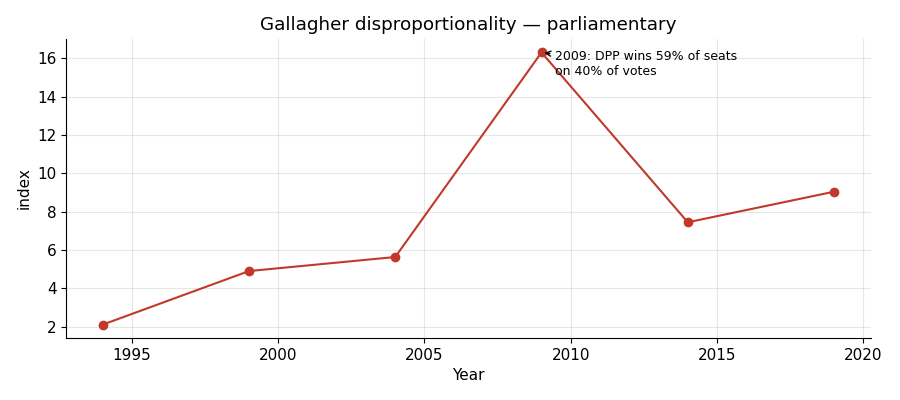 Gallagher disproportionality — parliamentary
index
16
14
12
10
8
6
4
2
2009: DPP wins 59% of seats
on 40% of votes
1995
2000
2005
2010
2015
2020
Year